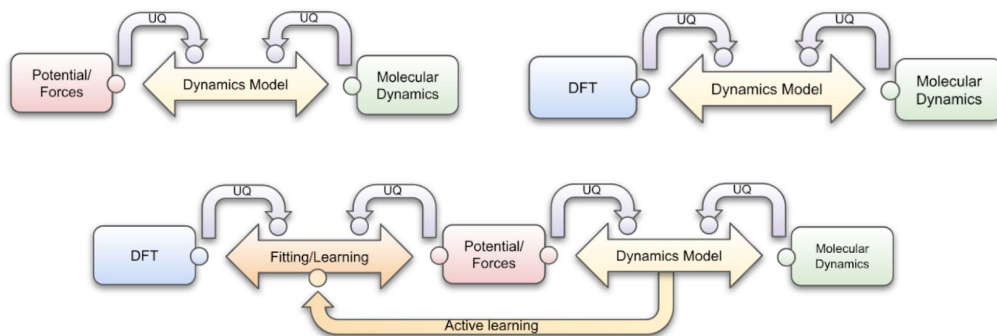 UQ
UQ
Potential/
Forces
Dynamics Model
Molecular
Dynamics
UQ
UQ
DFT
Dynamics Model
Molecular
Dynamics
UQ
UQ
UQ
UQ
DFT
Fitting/Learning
Potential/
Forces
Dynamics Model
Molecular
Dynamics
Active learning